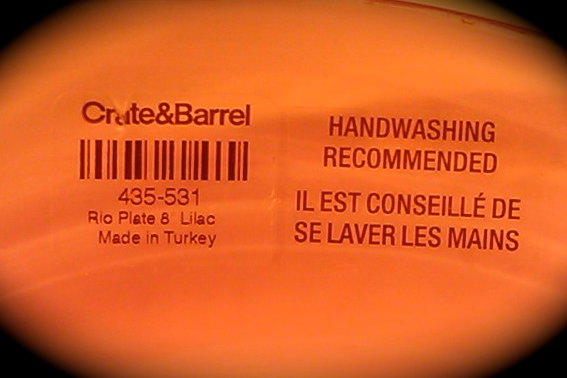 Crate&Barrel
435-531
Rio Plate 8" Lilac
Made in Turkey
HANDWASHING
RECOMMENDED
IL EST CONSEILLÉ DE
SE LAVER LES MAINS